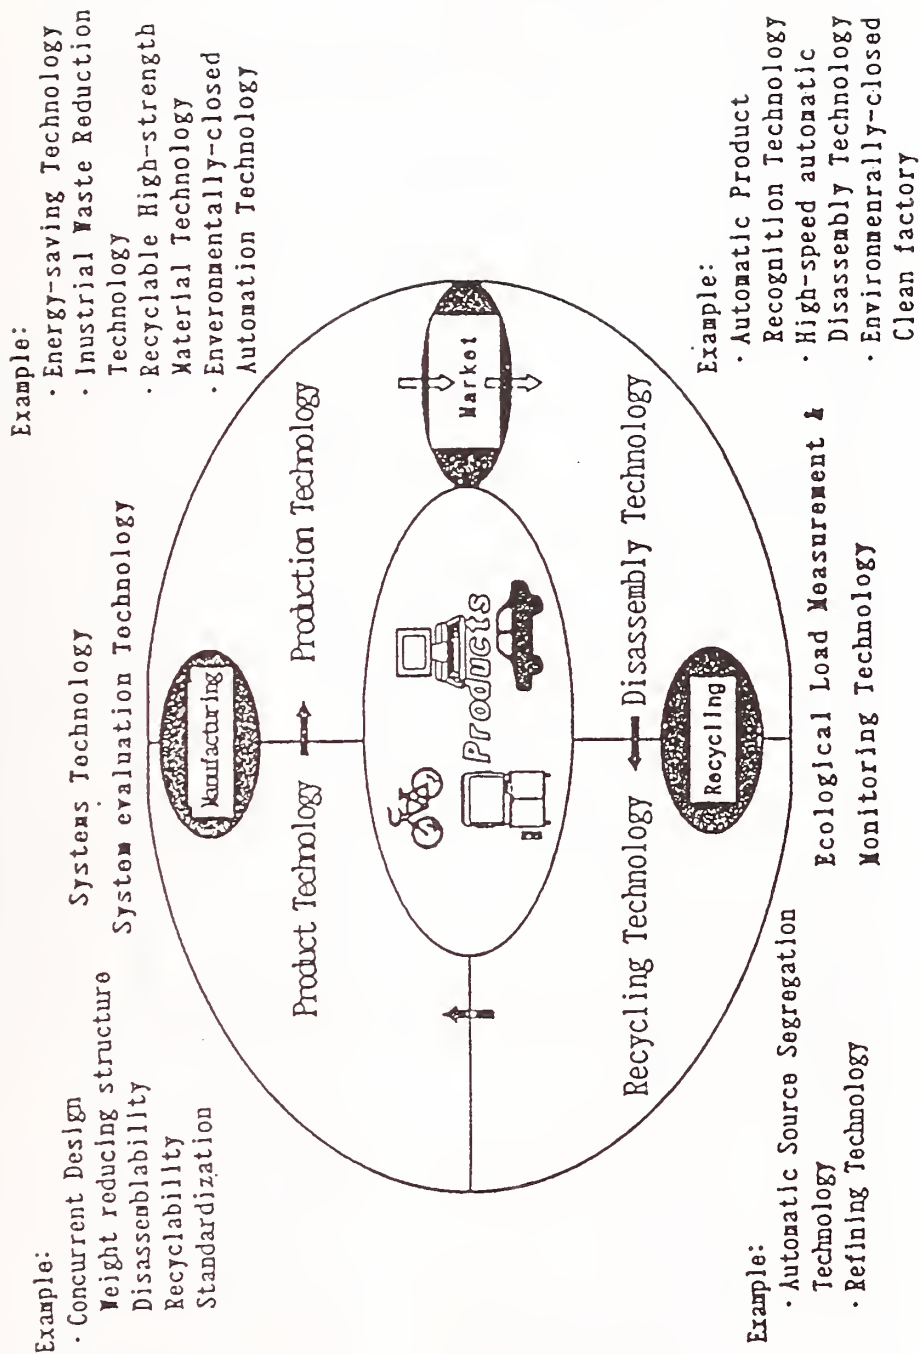 Example:
· Concurrent Design
Weight reducing structure
Disassemblability
Recyclability
Standardization
Systems Technology
System evaluation Technology
Example:
· Energy-saving Technology
· Inustrial Waste Reduction
Technology
· Recyclable High-strength
Material Technology
· Enveronmentally-closed
Automation Technology
Manufacturing
Product Technology
Production Technology
Products
Market
Recycling Technology
Disassembly Technology
Recycling
Example:
· Automatic Source Segregation
Technology
· Refining Technology
Ecological Load Measurement &
Monitoring Technology
Example:
· Automatic Product
Recognition Technology
· High-speed automatic
Disassembly Technology
· Environmenrally-closed
Clean factory